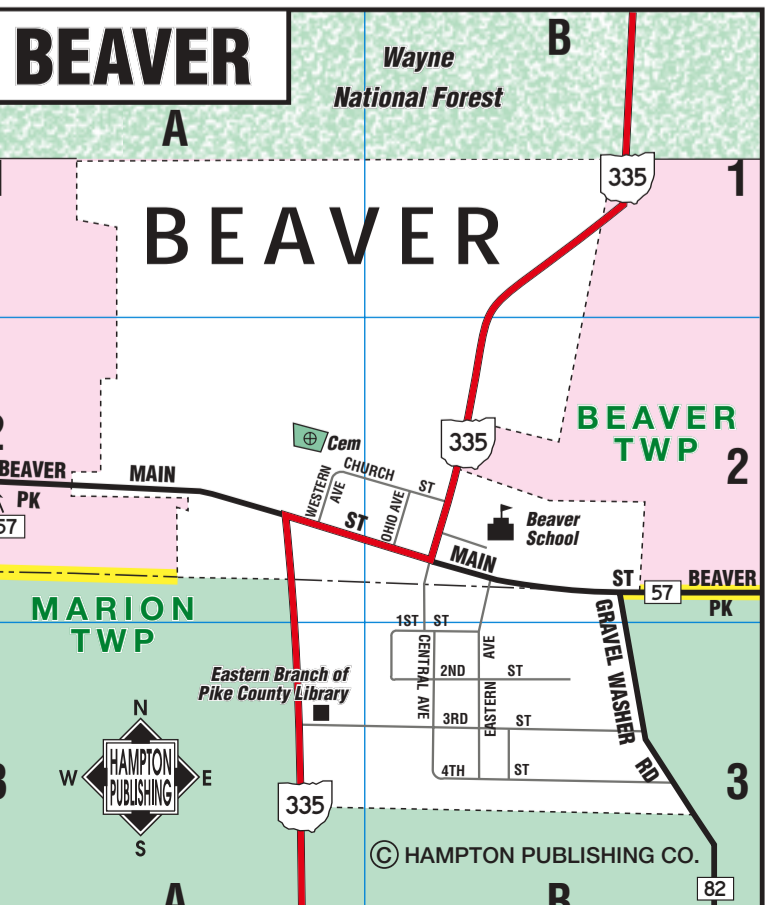 BEAVER
A
Wayne
National Forest
B
335
1
1
BEAVER
BEAVER
TWP
2
2
335
Cem
CHURCH ST
WESTERN AVE
OHIO AVE
BEAVER
PK
57
MAIN
ST
Beaver
School
MAIN
ST
57
BEAVER
PK
MARION
TWP
1ST ST
CENTRAL AVE
EASTERN AVE
2ND ST
3RD ST
4TH ST
GRAVEL WASHER RD
Eastern Branch of
Pike County Library
N
W
HAMPTON
PUBLISHING
E
S
3
3
335
© HAMPTON PUBLISHING CO.
82
A
B